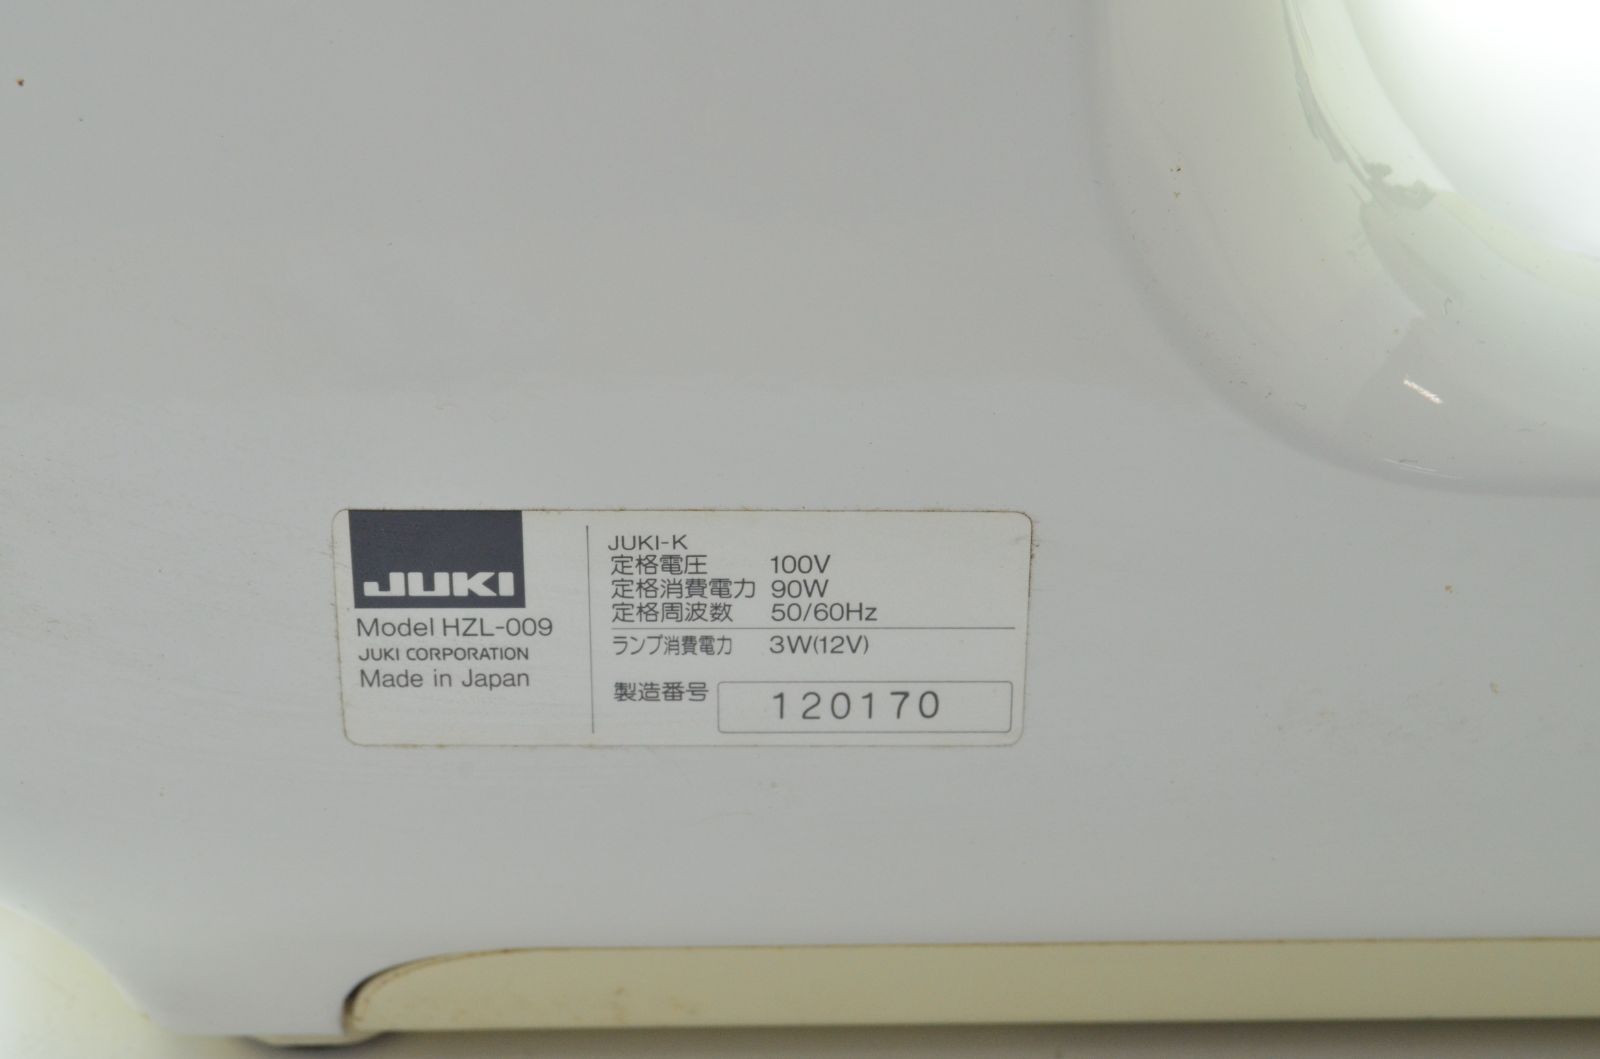 JUKI
Model HZL-009
JUKI CORPORATION
Made in Japan
JUKI-K
定格電圧 100V
定格消費電力 90W
定格周波数 50/60Hz
ランプ消費電力 3W(12V)
製造番号 120170